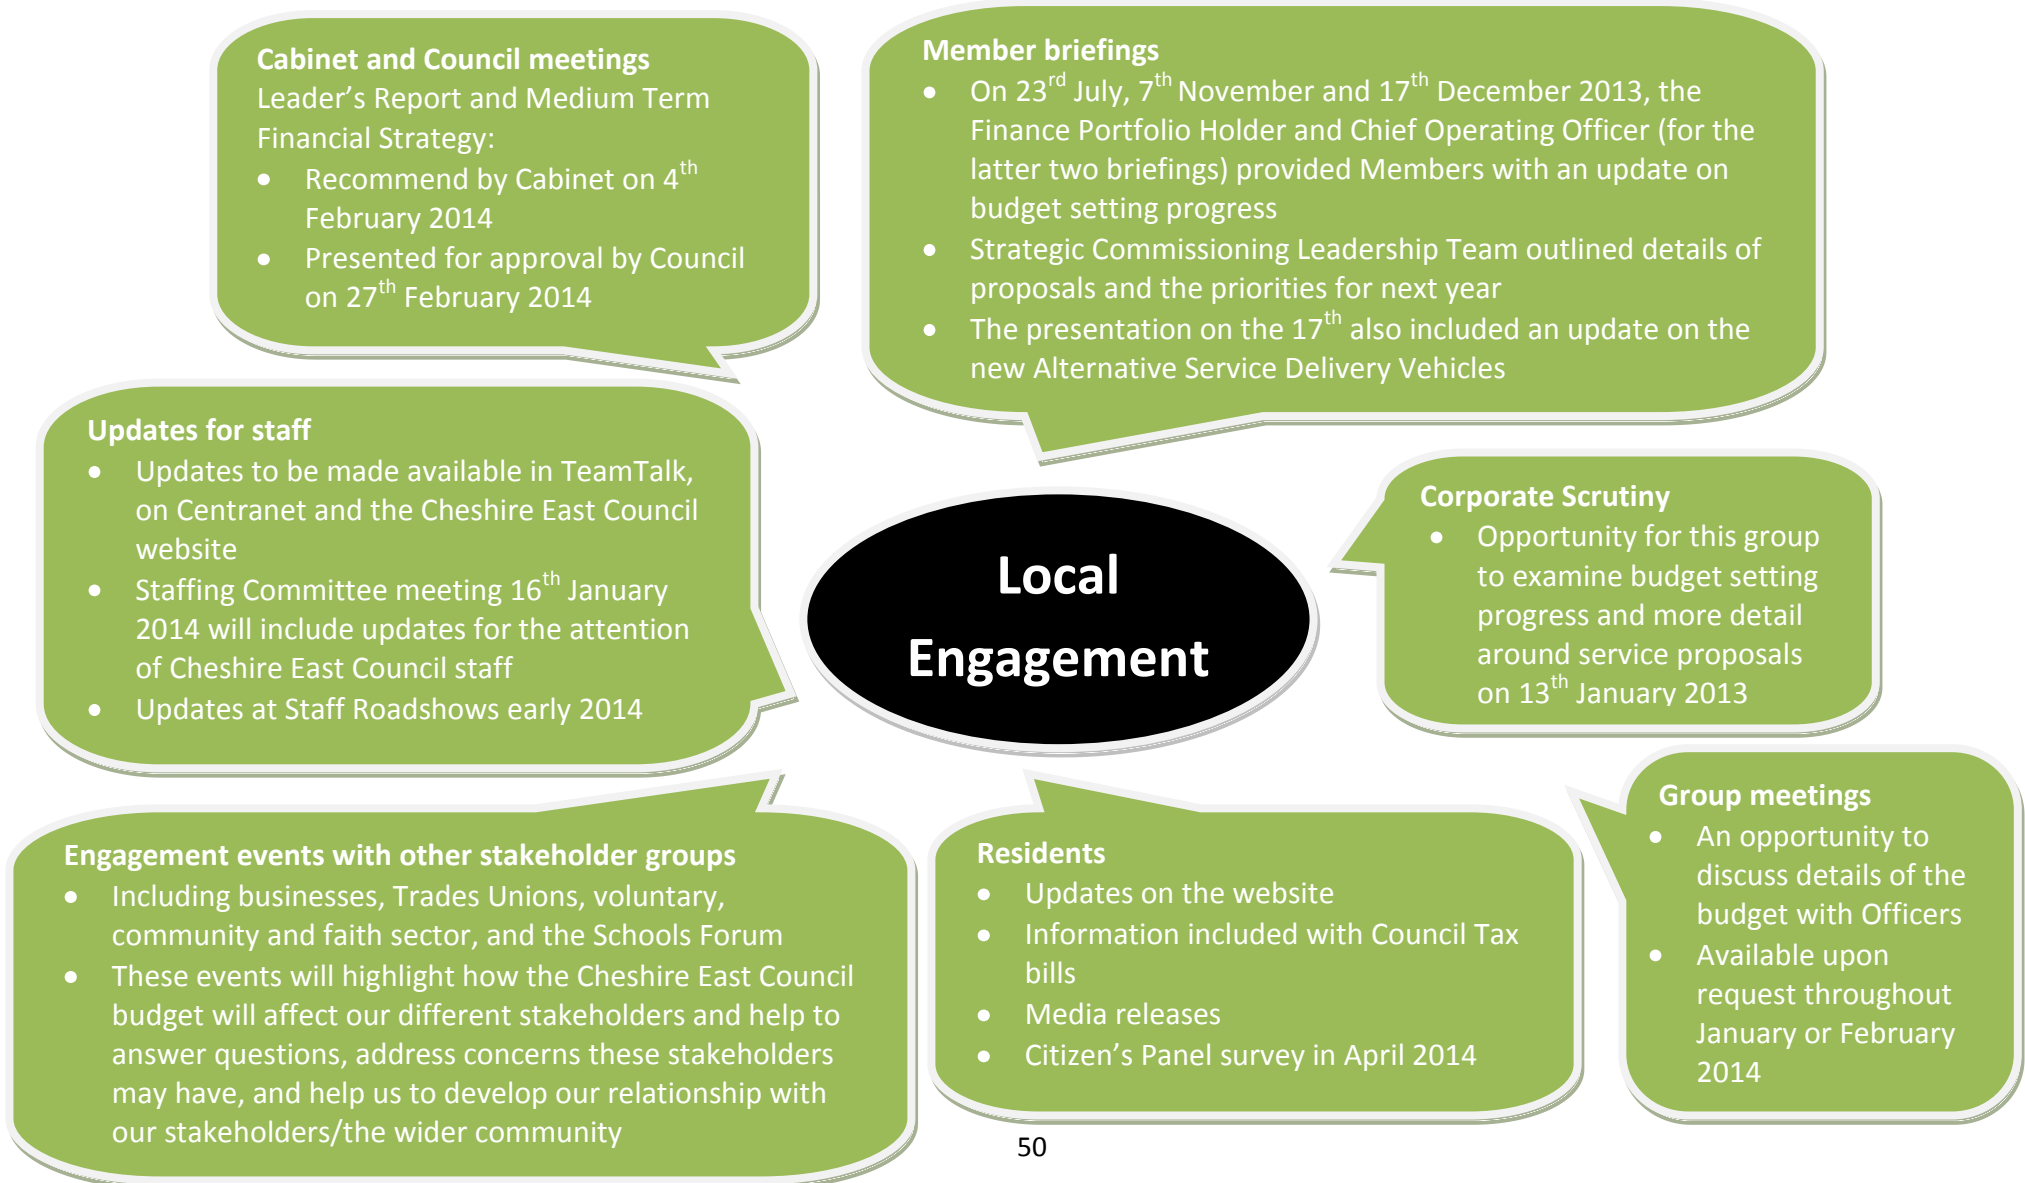 Cabinet and Council meetings
Leader's Report and Medium Term
Financial Strategy:
• Recommend by Cabinet on 4th
February 2014
• Presented for approval by Council
on 27th February 2014
Member briefings
• On 23rd July, 7th November and 17th December 2013, the
Finance Portfolio Holder and Chief Operating Officer (for the
latter two briefings) provided Members with an update on
budget setting progress
• Strategic Commissioning Leadership Team outlined details of
proposals and the priorities for next year
• The presentation on the 17th also included an update on the
new Alternative Service Delivery Vehicles
Updates for staff
• Updates to be made available in TeamTalk,
on Centranet and the Cheshire East Council
website
• Staffing Committee meeting 16th January
2014 will include updates for the attention
of Cheshire East Council staff
• Updates at Staff Roadshows early 2014
Local
Engagement
Corporate Scrutiny
• Opportunity for this group
to examine budget setting
progress and more detail
around service proposals
on 13th January 2013
Engagement events with other stakeholder groups
• Including businesses, Trades Unions, voluntary,
community and faith sector, and the Schools Forum
• These events will highlight how the Cheshire East Council
budget will affect our different stakeholders and help to
answer questions, address concerns these stakeholders
may have, and help us to develop our relationship with
our stakeholders/the wider community
Residents
• Updates on the website
• Information included with Council Tax
bills
• Media releases
• Citizen's Panel survey in April 2014
Group meetings
• An opportunity to
discuss details of the
budget with Officers
• Available upon
request throughout
January or February
2014
50